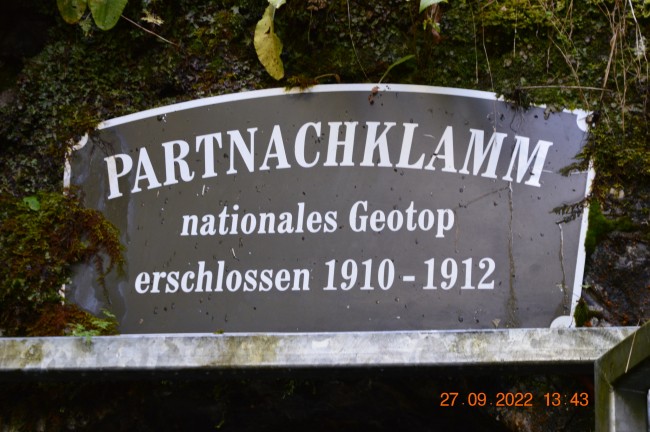 PARTNACHKLAMM
nationales Geotop
erschlossen 1910 - 1912
27.09.2022 13:43